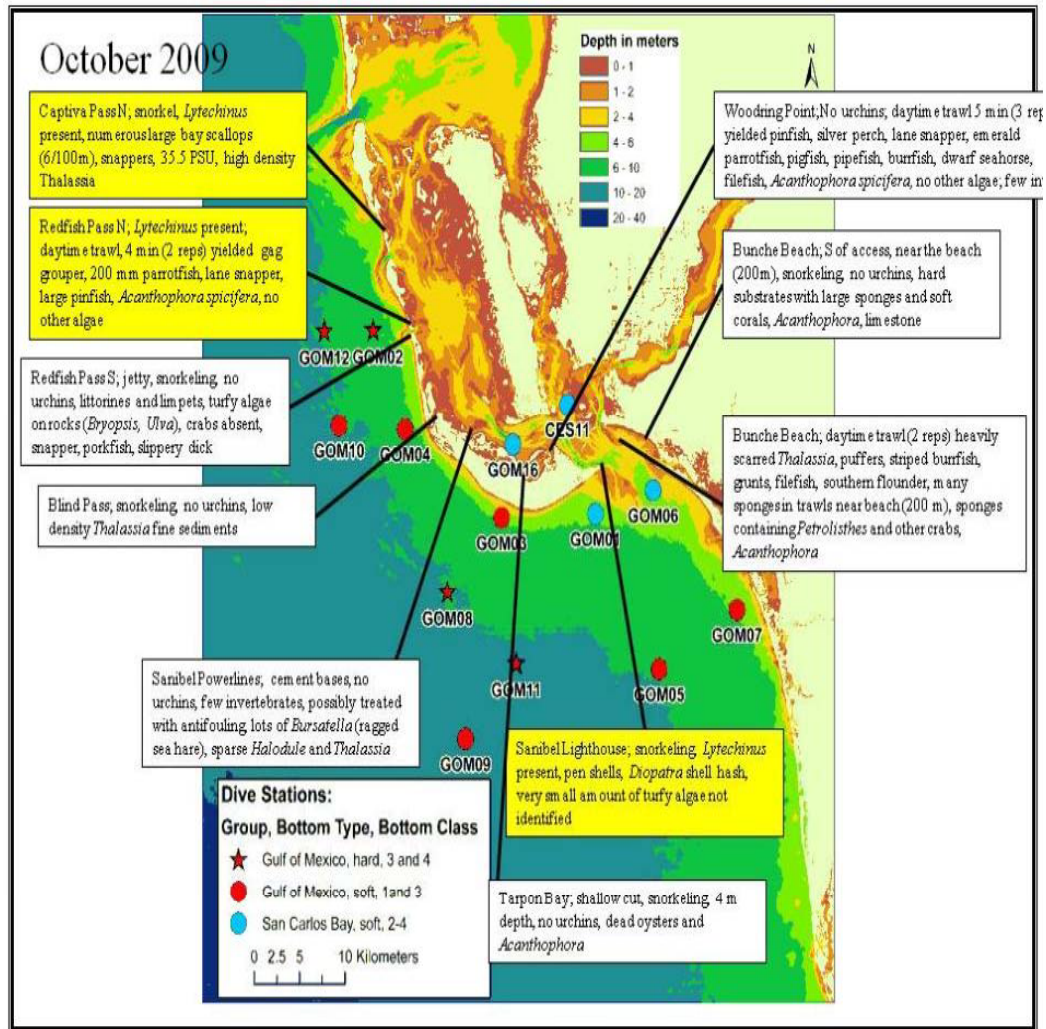 October 2009
Captiva Pass N; snorkel, Lytechinus
present, numerous large bay scallops
(6/100m), snappers, 35.5 PSU, high density
Thalassia
Redfish Pass N; Lytechinus present;
daytime trawl, 4 min (2 reps) yielded gag
grouper, 200 mm parrotfish, lane snapper,
large pinfish, Acanthophora spicifera, no
other algae
Redfish Pass S; jetty, snorkeling, no
urchins, littorines and limpets, turfy algae
on rocks (Bryopsis, Ulva), crabs absent,
snapper, porkfish, slippery dick
Blind Pass; snorkeling, no urchins, low
density Thalassia fine sediments
Sanibel Powerlines; cement bases, no
urchins, few invertebrates, possibly treated
with antifouling, lots of Bursatella (ragged
sea hare), sparse Halodule and Thalassia
Depth in meters
0 - 1
1 - 2
2 - 4
4 - 6
6 - 10
10 - 20
20 - 40
N
Woodring Point; No urchins, daytime trawl 5 min (3 rep
yielded pinfish, silver perch, lane snapper, emerald
parrotfish, pigfish, pipefish, burrfish, dwarf seahorse,
filefish, Acanthophora spicifera, no other algae; few inv
Bunche Beach; S of access, near the beach
(200m), snorkeling, no urchins, hard
substrates with large sponges and soft
corals, Acanthophora, limestone
Bunche Beach; daytime trawl (2 reps) heavily
scarred Thalassia, puffers, striped burrfish,
grunts, filefish, southern flounder, many
sponges in trawls near beach (200 m), sponges
containing Petrolisthes and other crabs,
Acanthophora
GOM12
GOM02
GOM10
GOM04
CES11
GOM16
GOM06
GOM03
GOM01
GOM08
GOM07
GOM11
GOM05
GOM09
Sanibel Lighthouse; snorkeling, Lytechinus
present, pen shells, Diopatra shell hash,
very small amount of turfy algae not
identified
Tarpon Bay; shallow cut, snorkeling, 4 m
depth, no urchins, dead oysters and
Acanthophora
Dive Stations:
Group, Bottom Type, Bottom Class
Gulf of Mexico, hard, 3 and 4
Gulf of Mexico, soft, 1and 3
San Carlos Bay, soft, 2-4
0 2.5 5 10 Kilometers